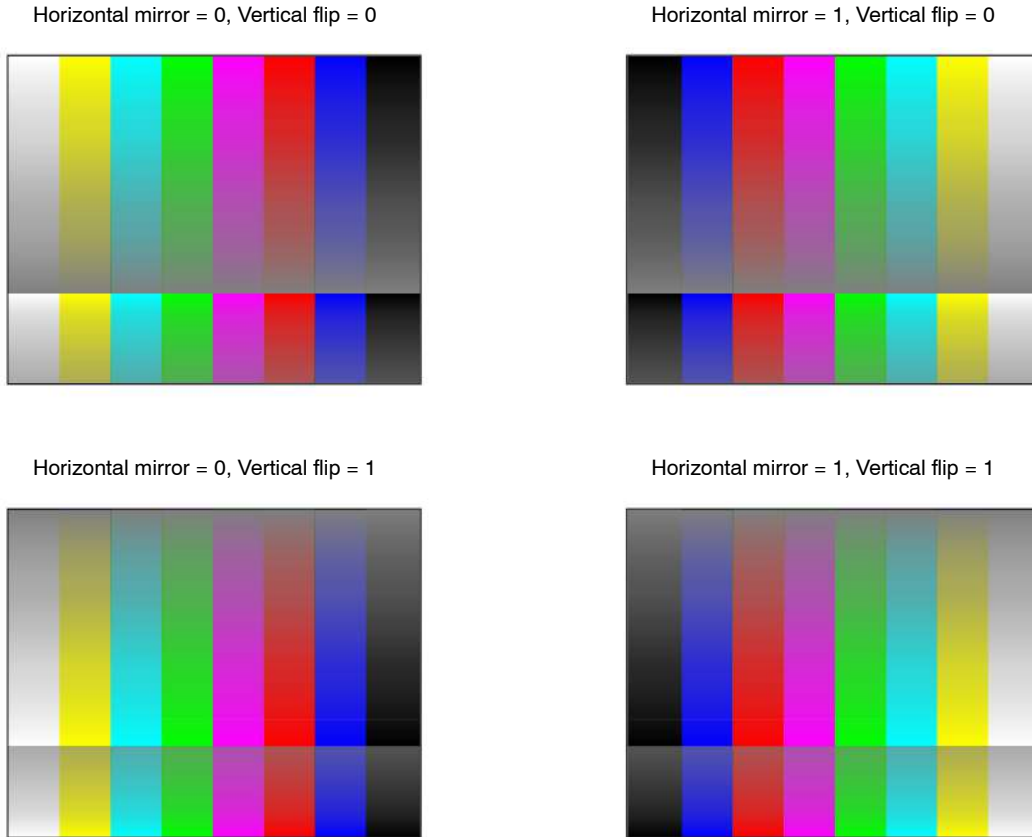 Horizontal mirror = 0, Vertical flip = 0
Horizontal mirror = 1, Vertical flip = 0
Horizontal mirror = 0, Vertical flip = 1
Horizontal mirror = 1, Vertical flip = 1